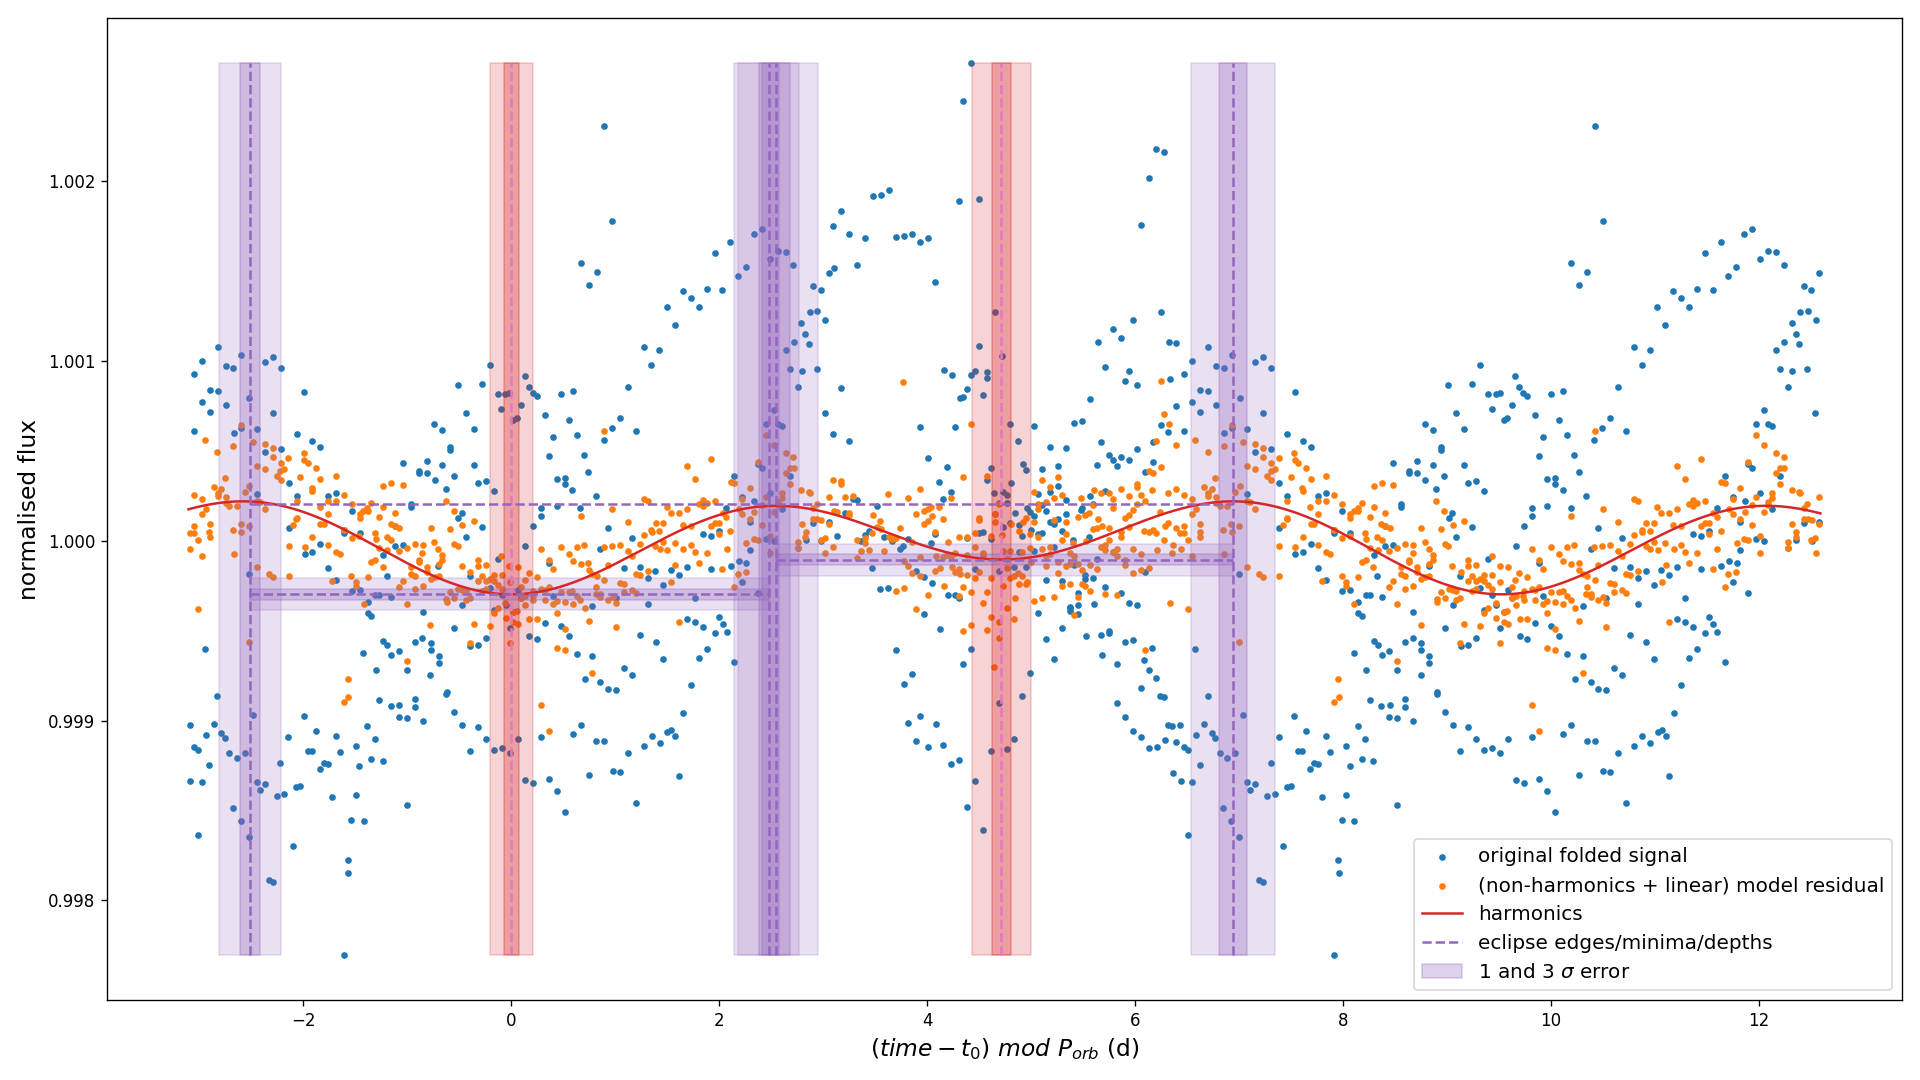 normalised flux
1.002
1.001
1.000
0.999
0.998
−2
0
2
4
6
8
10
12
(time − t₀) mod P_orb (d)
original folded signal
(non-harmonics + linear) model residual
harmonics
eclipse edges/minima/depths
1 and 3 σ error